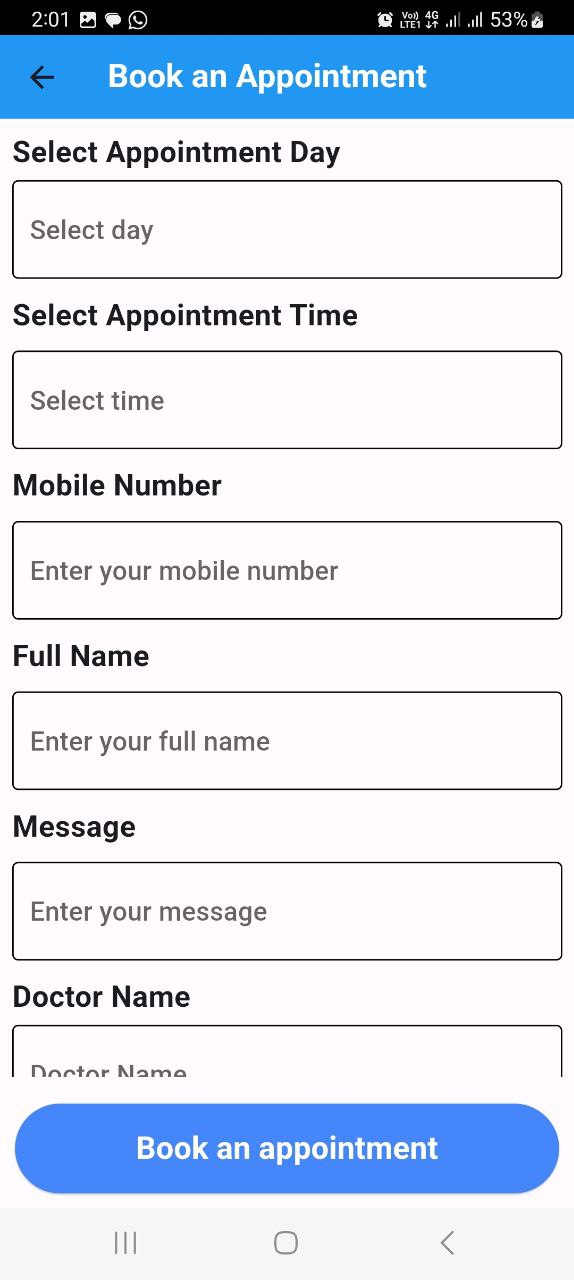 2:01 Vo) LTE1 4G 53%
Book an Appointment
Select Appointment Day
Select day
Select Appointment Time
Select time
Mobile Number
Enter your mobile number
Full Name
Enter your full name
Message
Enter your message
Doctor Name
Doctor Name
Book an appointment